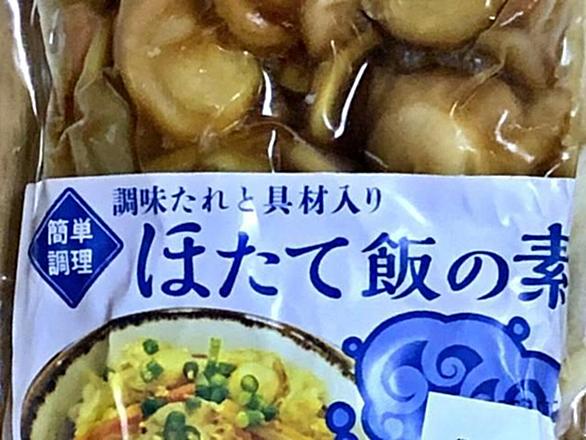 調味たれと具材入り
簡単
調理
ほたて飯の素